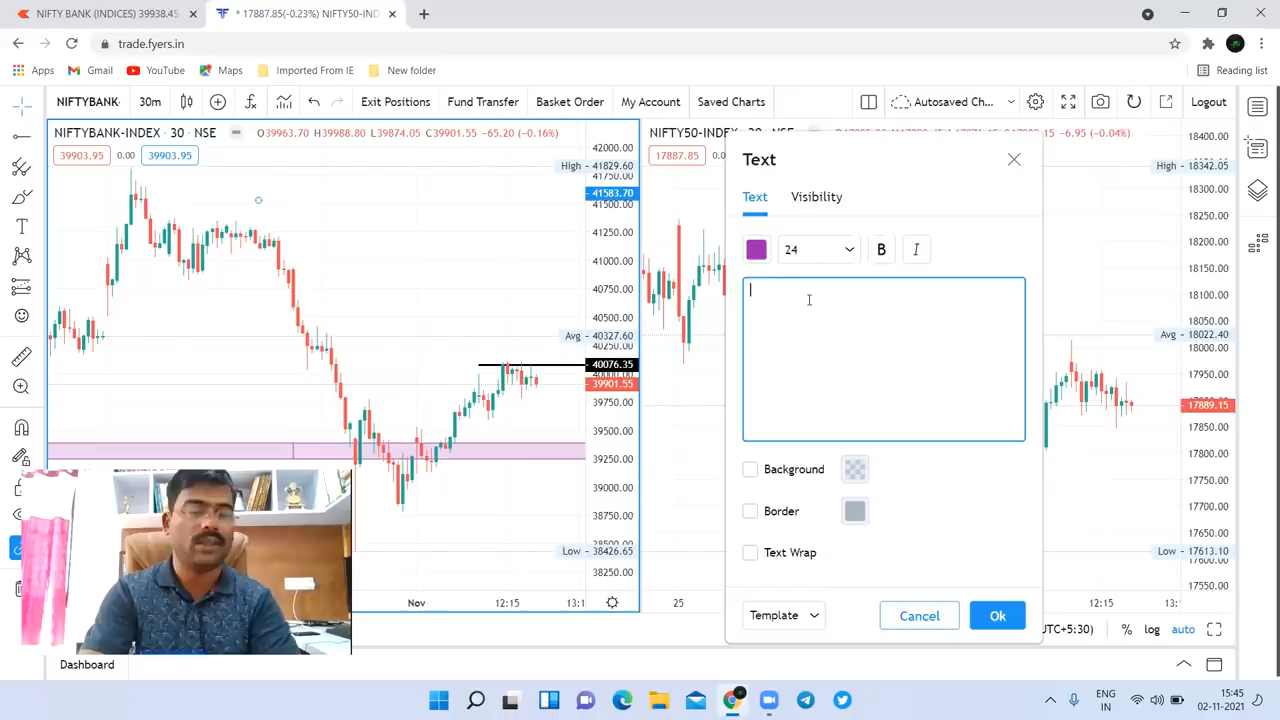 NIFTY BANK (INDICES) 39938.45
* 17887.85(-0.23%) NIFTY50-IND
trade.fyers.in
Apps
Gmail
YouTube
Maps
Imported From IE
New folder
Reading list
NIFTYBANK-
30m
Exit Positions
Fund Transfer
Basket Order
My Account
Saved Charts
Autosaved Ch...
Logout
NIFTYBANK-INDEX · 30 · NSE
O39963.70 H39988.80 L39874.05 C39901.55 -65.20 (-0.16%)
39903.95
0.00
39903.95
42000.00
High
41829.60
41750.00
41583.70
41500.00
41250.00
41000.00
40750.00
40500.00
Avg
40327.60
40250.00
40076.35
40000.00
39901.55
39750.00
39500.00
39250.00
39000.00
38750.00
Low
38426.65
38250.00
Nov
12:15
13:1
17887.85
-6.95 (-0.04%)
Text
Text
Visibility
24
B
I
Background
Border
Text Wrap
Template
Cancel
Ok
18400.00
High
18342.05
18300.00
18250.00
18200.00
18150.00
18100.00
18050.00
Avg
18022.40
18000.00
17950.00
17889.15
17850.00
17800.00
17750.00
17700.00
17650.00
Low
17613.10
17550.00
25
12:15
UTC+5:30)
%
log
auto
Dashboard
ENG
IN
15:45
02-11-2021